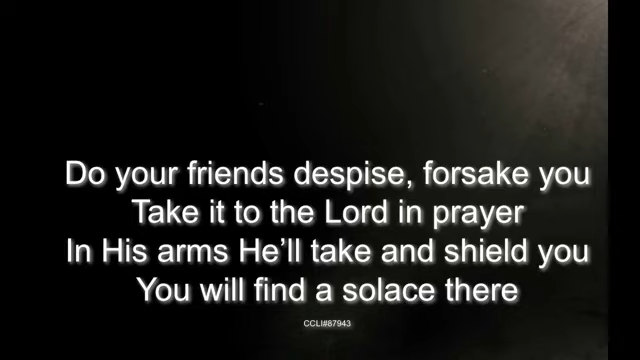 Do your friends despise, forsake you
Take it to the Lord in prayer
In His arms He’ll take and shield you
You will find a solace there
CCLI#87943